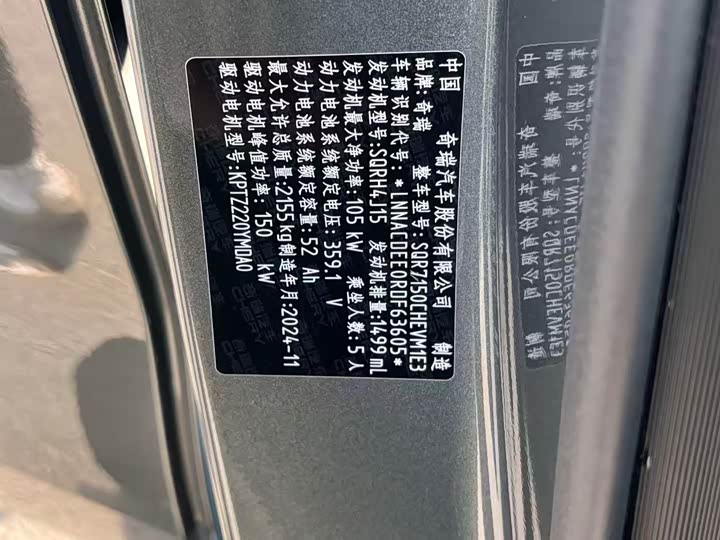 中国 奇瑞汽车股份有限公司 制造
品牌:奇瑞 整车型号:SQR7150CHEVM1E3
车辆识别代号:*LNNAEDEE0RDF63605*
发动机型号:SQRH4J15 发动机排量:1499 mL
发动机最大净功率:105 kW 乘坐人数:5人
动力电池系统额定电压:359.1 V
动力电池系统额定容量:52 Ah
最大允许总质量:2155 kg 制造年月:2024-11
驱动电机峰值功率:150 kW
驱动电机型号:KPTZ220YMDA0